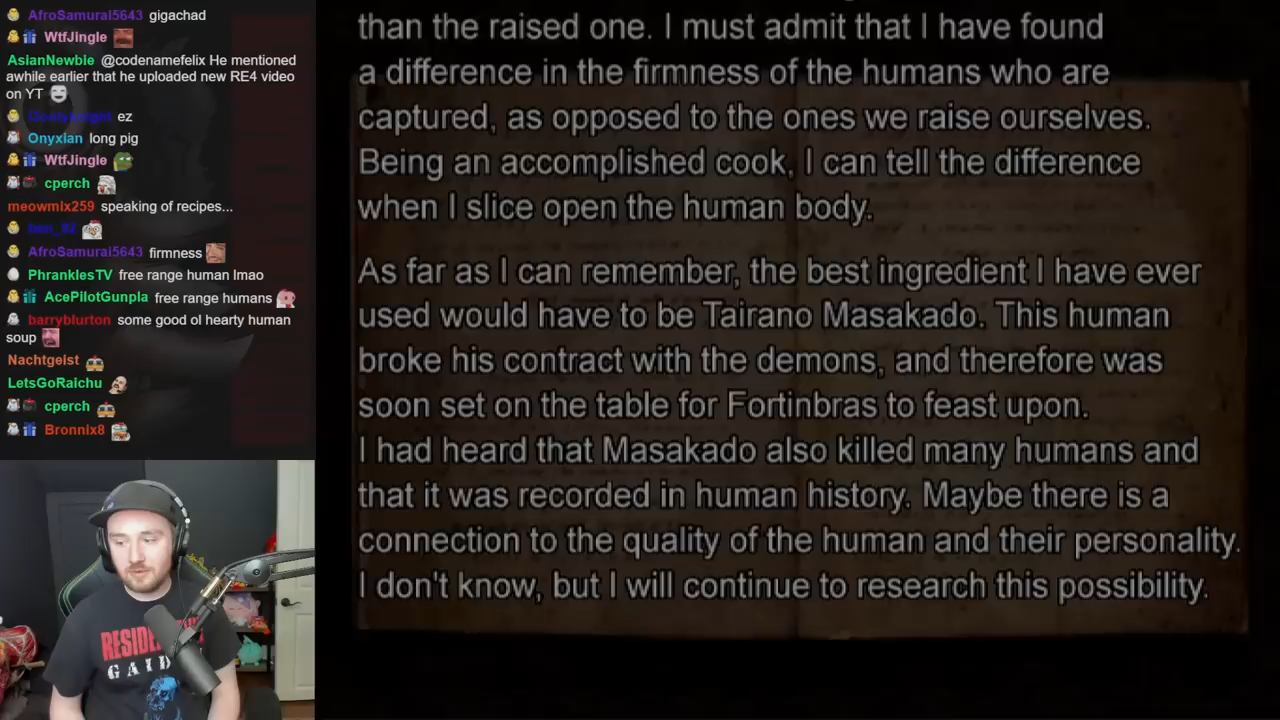 AfroSamurai5643 gigachad
WtfJingle
AsianNewbie @codenamefelix He mentioned
awhile earlier that he uploaded new RE4 video
on YT
ez
Onyxian long pig
WtfJingle
cperch
meowmix259 speaking of recipes...
AfroSamurai5643 firmness
PhranklesTV free range human lmao
AcePilotGunpla free range humans
barryblurton some good ol hearty human
soup
Nachtgeist
LetsGoRaichu
cperch
Bronnix8
than the raised one. I must admit that I have found
a difference in the firmness of the humans who are
captured, as opposed to the ones we raise ourselves.
Being an accomplished cook, I can tell the difference
when I slice open the human body.
As far as I can remember, the best ingredient I have ever
used would have to be Tairano Masakado. This human
broke his contract with the demons, and therefore was
soon set on the table for Fortinbras to feast upon.
I had heard that Masakado also killed many humans and
that it was recorded in human history. Maybe there is a
connection to the quality of the human and their personality.
I don't know, but I will continue to research this possibility.
GAID